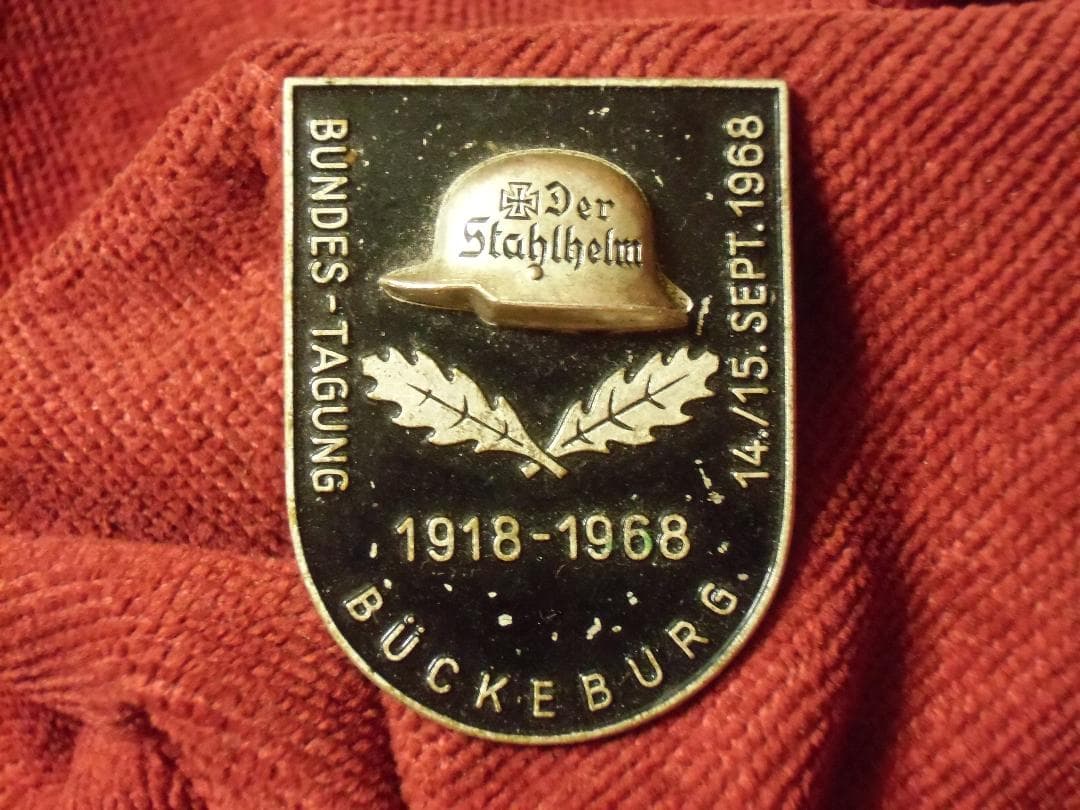 Der
Stahlhelm
BUNDES-TAGUNG
14./15. SEPT. 1968
1918-1968
BÜCKEBURG